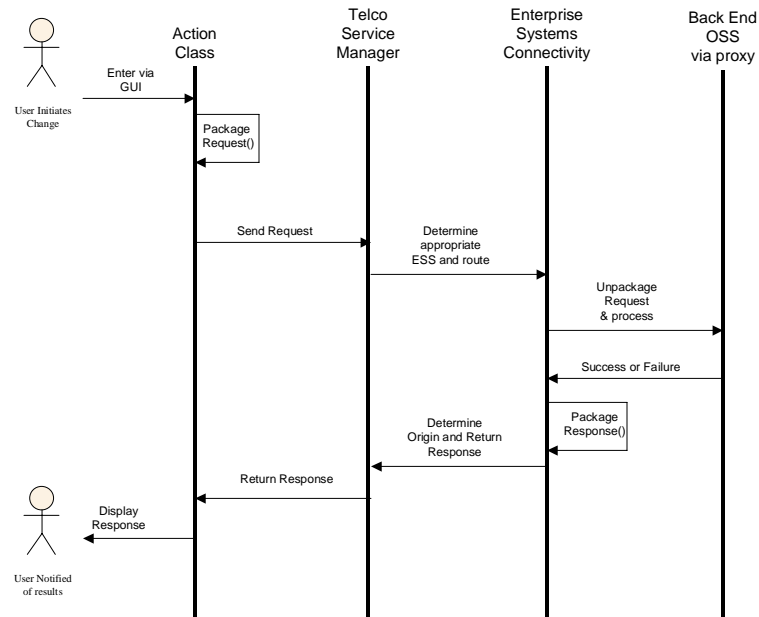 Action
Class
Telco
Service
Manager
Enterprise
Systems
Connectivity
Back End
OSS
via proxy
Enter via
GUI
User Initiates
Change
Package
Request()
Send Request
Determine
appropriate
ESS and route
Unpackage
Request
& process
Success or Failure
Package
Response()
Determine
Origin and Return
Response
Return Response
Display
Response
User Notified
of results